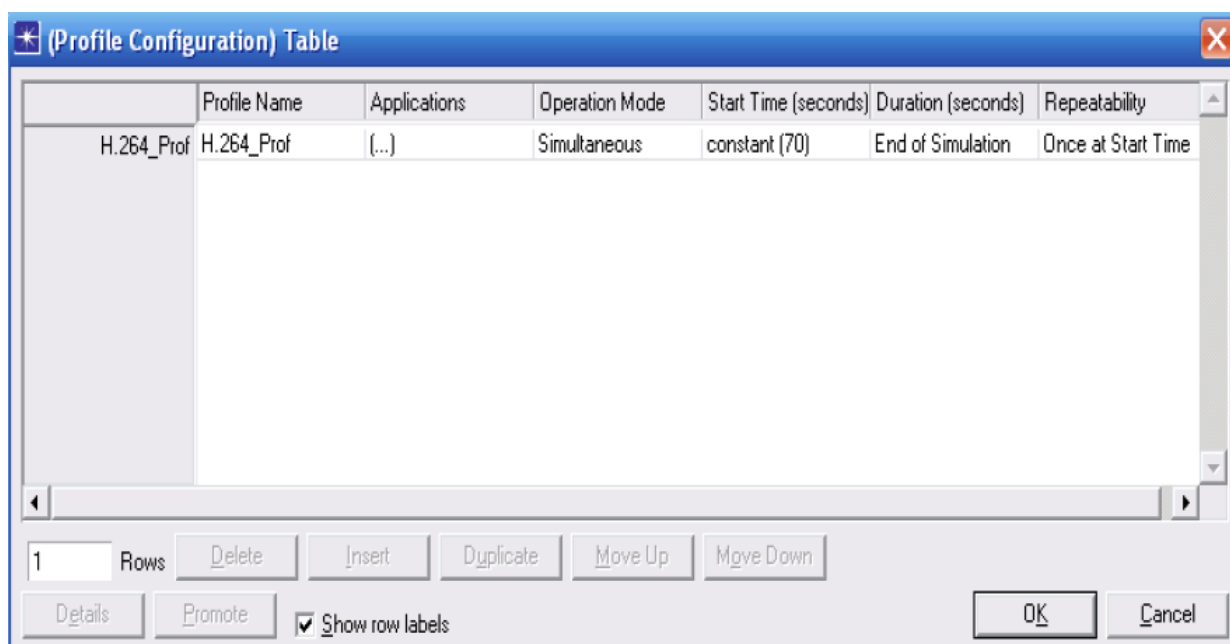 (Profile Configuration) Table
Profile Name Applications Operation Mode Start Time (seconds) Duration (seconds) Repeatability
H.264_Prof H.264_Prof (...) Simultaneous constant (70) End of Simulation Once at Start Time
1 Rows Delete Insert Duplicate Move Up Move Down
Details Promote Show row labels OK Cancel